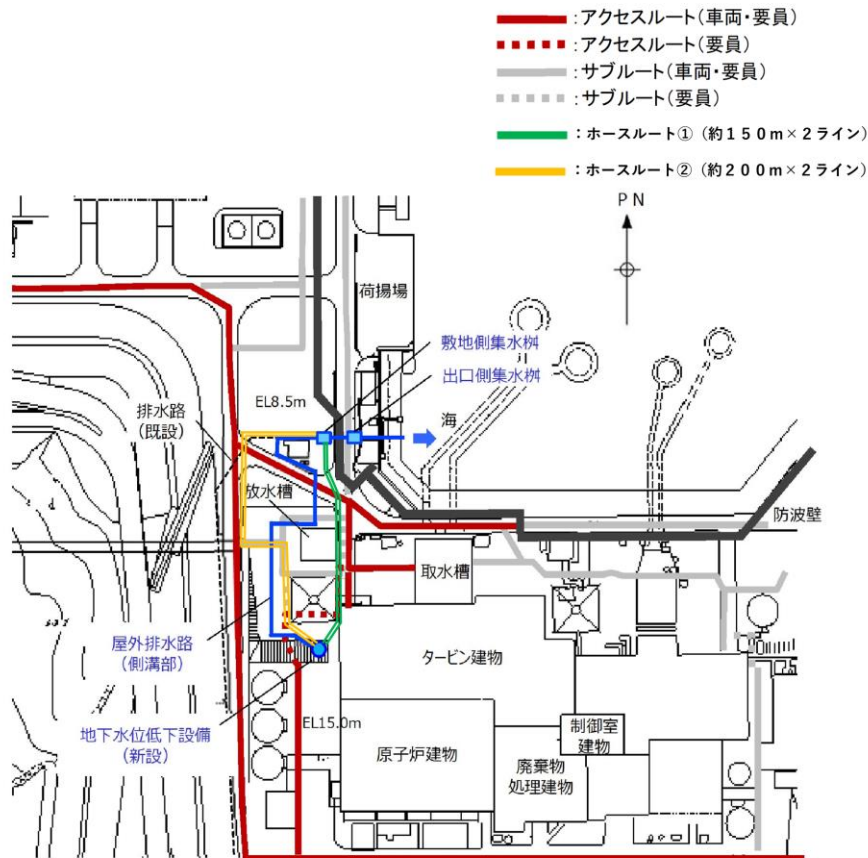 ：アクセスルート（車両・要員）
：アクセスルート（要員）
：サブルート（車両・要員）
：サブルート（要員）
：ホースルート①（約１５０ｍ×２ライン）
：ホースルート②（約２００ｍ×２ライン）
PN
荷揚場
敷地側集水桝
出口側集水桝
EL8.5m
排水路
（既設）
海
放水槽
防波壁
取水槽
屋外排水路
（側溝部）
タービン建物
地下水位低下設備
（新設）
EL15.0m
原子炉建物
制御室
建物
廃棄物
処理建物